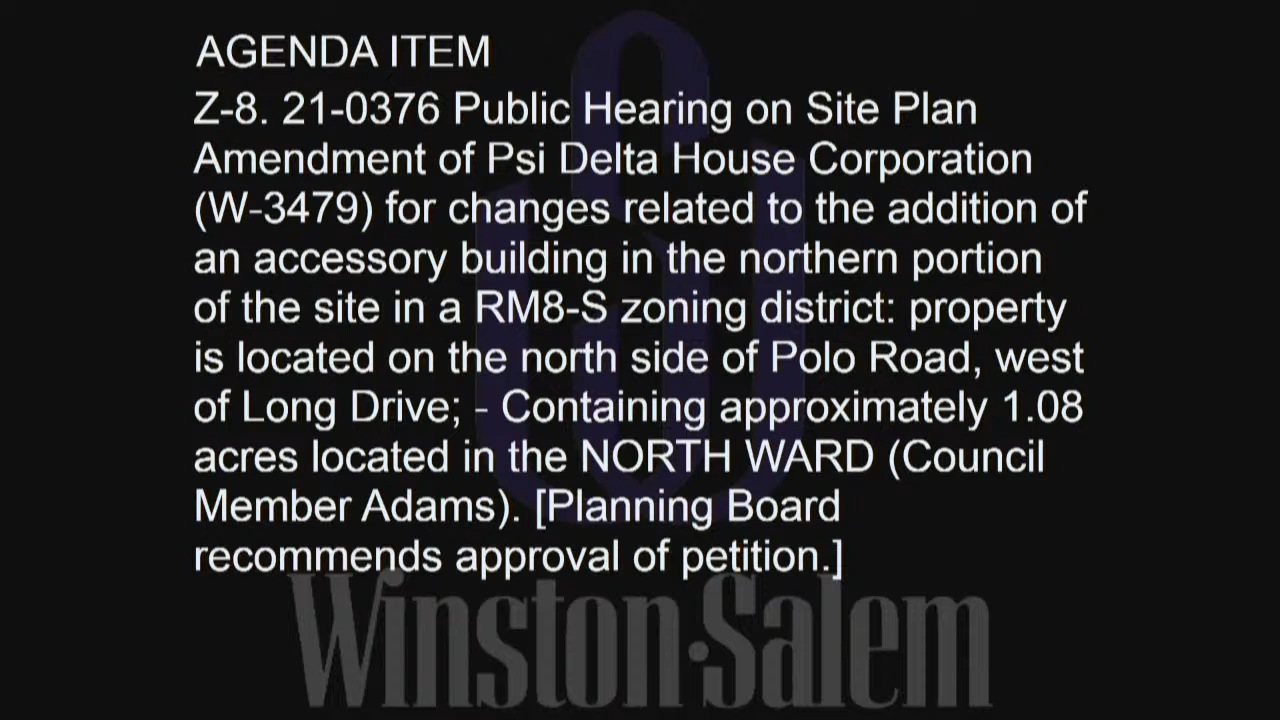 AGENDA ITEM
Z-8. 21-0376 Public Hearing on Site Plan
Amendment of Psi Delta House Corporation
(W-3479) for changes related to the addition of
an accessory building in the northern portion
of the site in a RM8-S zoning district: property
is located on the north side of Polo Road, west
of Long Drive; - Containing approximately 1.08
acres located in the NORTH WARD (Council
Member Adams). [Planning Board
recommends approval of petition.]
Winston·Salem